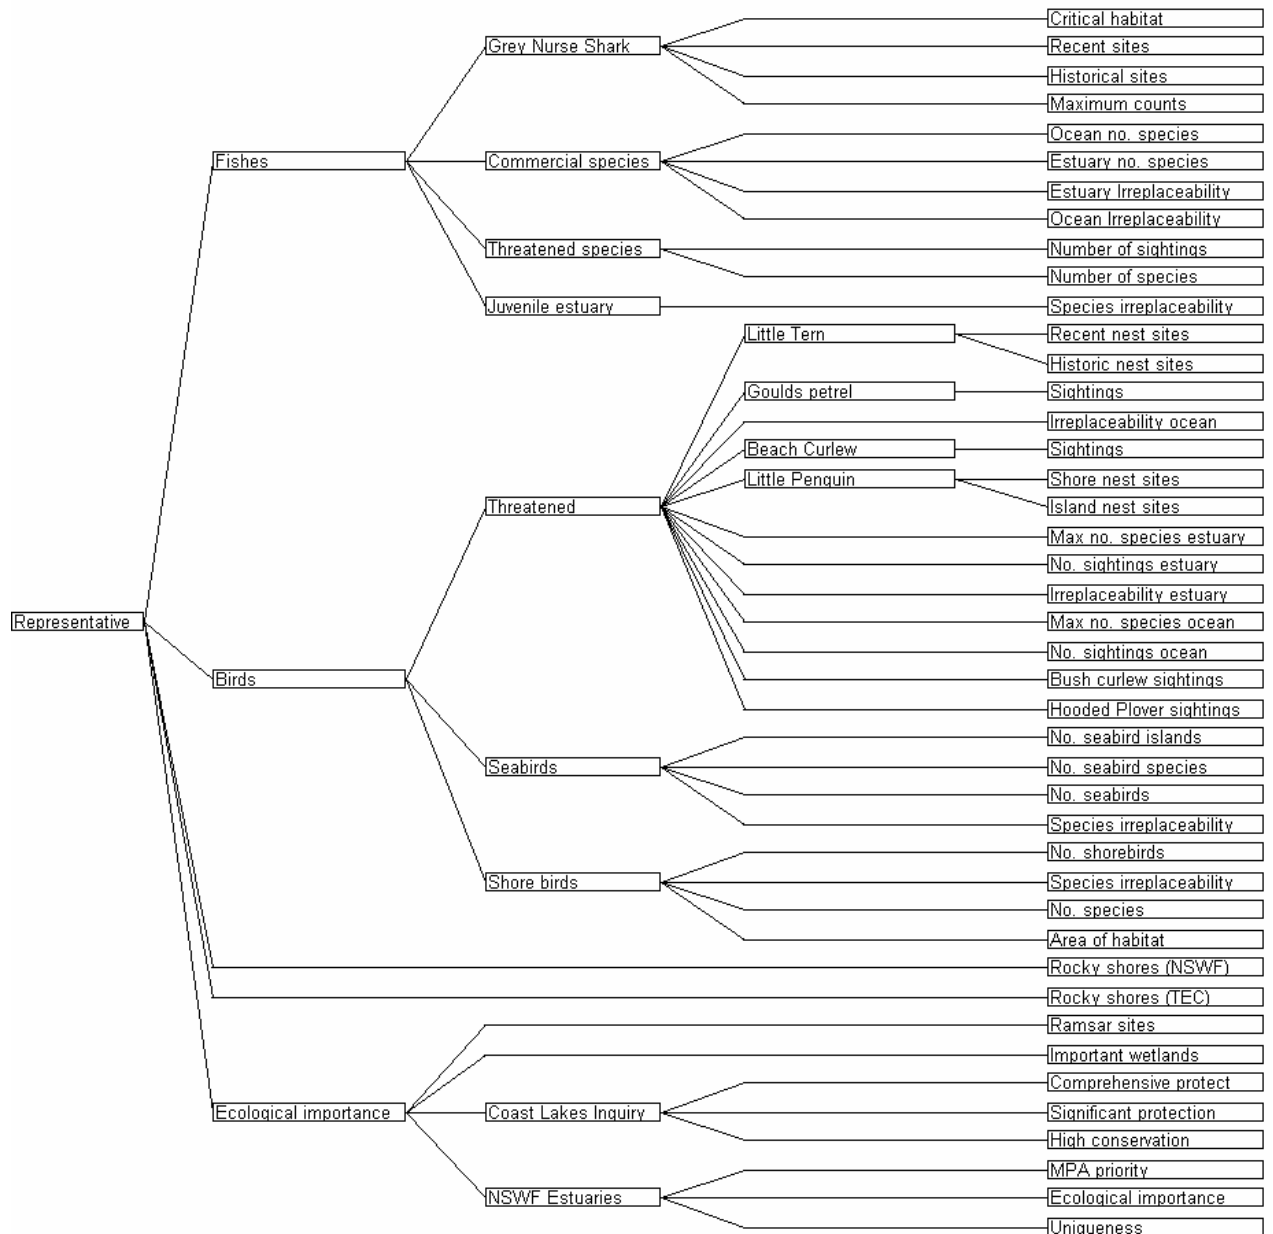 Critical habitat
Grey Nurse Shark
Recent sites
Historical sites
Maximum counts
Ocean no. species
Fishes
Commercial species
Estuary no. species
Estuary Irreplaceability
Ocean Irreplaceability
Threatened species
Number of sightings
Number of species
Juvenile estuary
Species irreplaceability
Little Tern
Recent nest sites
Historic nest sites
Goulds petrel
Sightings
Irreplaceability ocean
Beach Curlew
Sightings
Little Penguin
Shore nest sites
Threatened
Island nest sites
Max no. species estuary
No. sightings estuary
Irreplaceability estuary
Representative
Max no. species ocean
No. sightings ocean
Birds
Bush curlew sightings
Hooded Plover sightings
No. seabird islands
Seabirds
No. seabird species
No. seabirds
Species irreplaceability
No. shorebirds
Shore birds
Species irreplaceability
No. species
Area of habitat
Rocky shores (NSWF)
Rocky shores (TEC)
Ramsar sites
Important wetlands
Comprehensive protect
Ecological importance
Coast Lakes Inquiry
Significant protection
High conservation
MPA priority
NSWF Estuaries
Ecological importance
Uniqueness